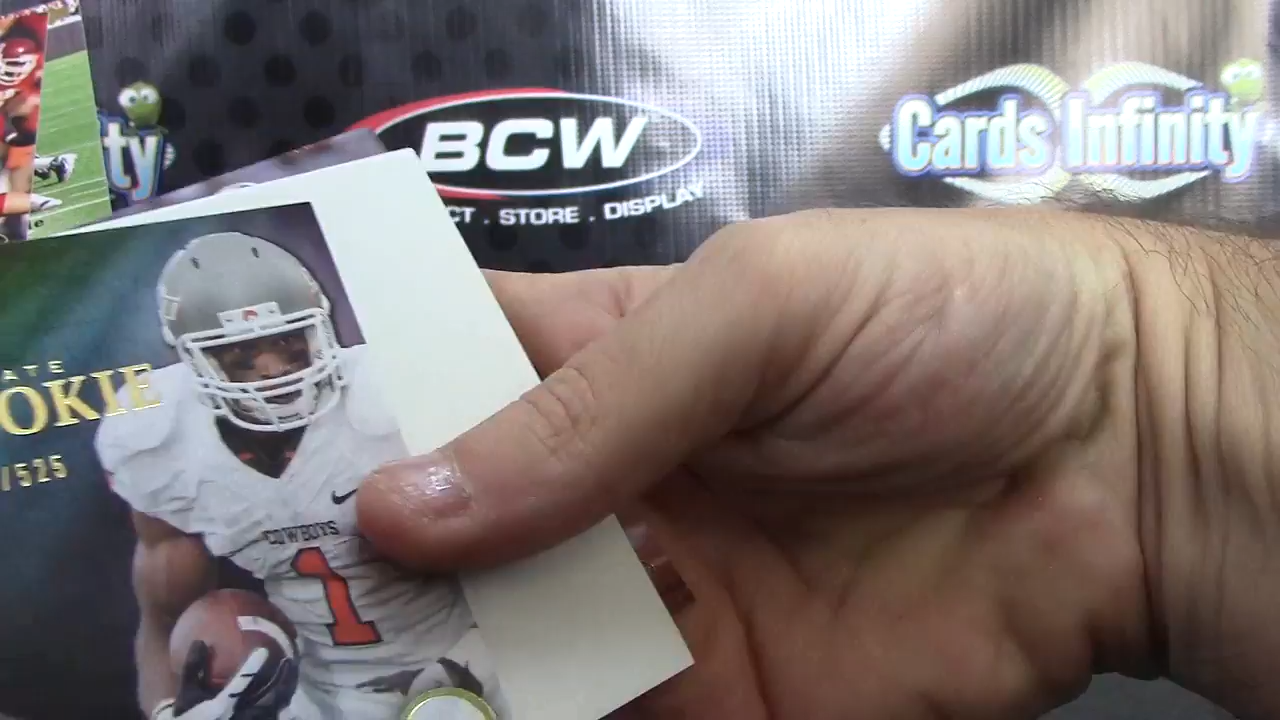 BCW
CT . STORE . DISPLAY
Cards Infinity
ty
ATE
OKIE
/525
COWBOYS
1